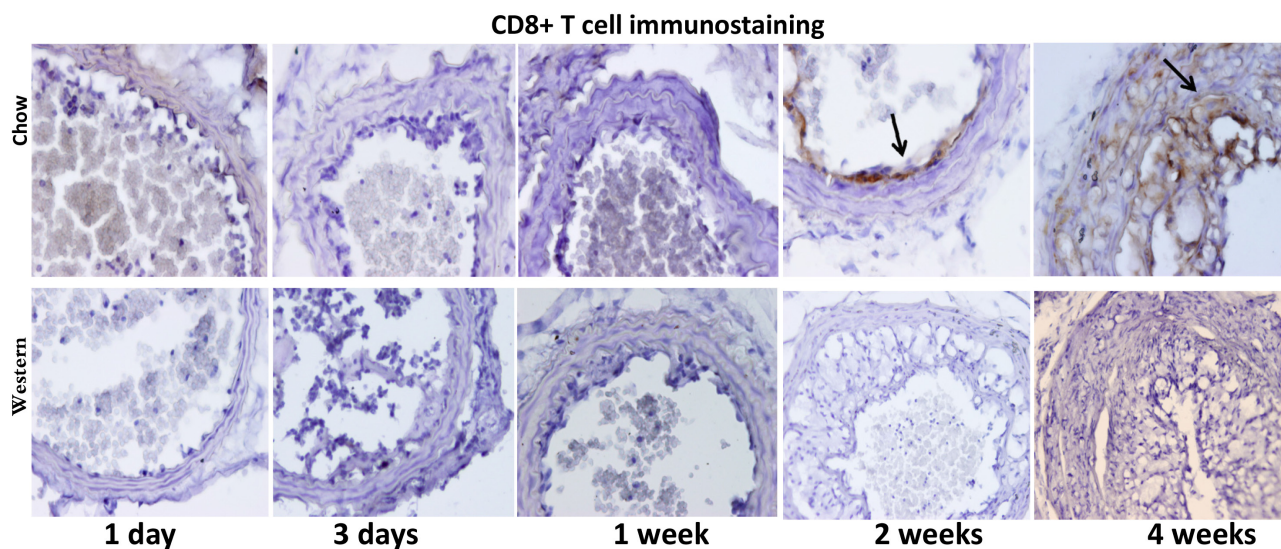 CD8+ T cell immunostaining
Chow
Western
1 day
3 days
1 week
2 weeks
4 weeks